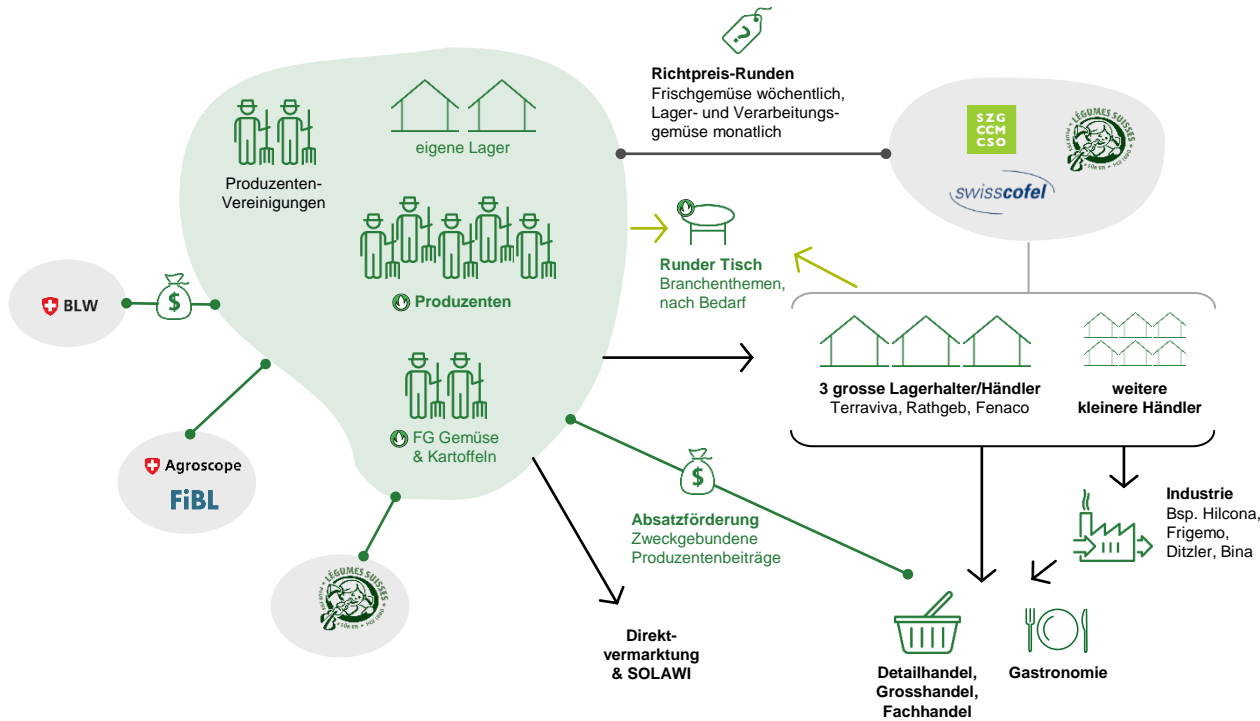 Richtpreis-Runden
Frischgemüse wöchentlich,
Lager- und Verarbeitungs-
gemüse monatlich
eigene Lager
Produzenten-
Vereinigungen
Produzenten
FG Gemüse
& Kartoffeln
SZG
CCM
CSO
LÉGUMES SUISSES
swisscofel
Runder Tisch
Branchenthemen,
nach Bedarf
BLW
$
Agroscope
FiBL
LÉGUMES SUISSES
3 grosse Lagerhalter/Händler
Terraviva, Rathgeb, Fenaco
weitere
kleinere Händler
$
Absatzförderung
Zweckgebundene
Produzentenbeiträge
Industrie
Bsp. Hilcona,
Frigemo,
Ditzler, Bina
Direkt-
vermarktung
& SOLAWI
Detailhandel,
Grosshandel,
Fachhandel
Gastronomie